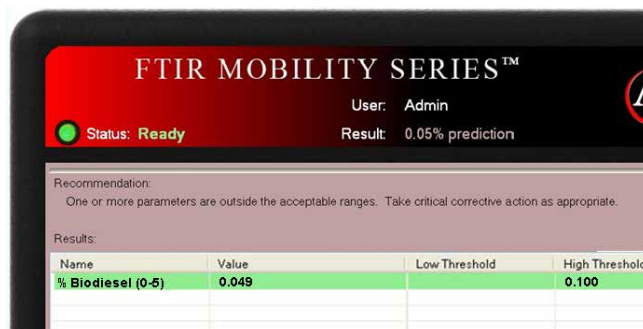 FTIR MOBILITY SERIES™
User: Admin
Status: Ready Result: 0.05% prediction
Recommendation:
One or more parameters are outside the acceptable ranges. Take critical corrective action as appropriate.
Results:
Name Value Low Threshold High Threshold
% Biodiesel (0-5) 0.049 0.100